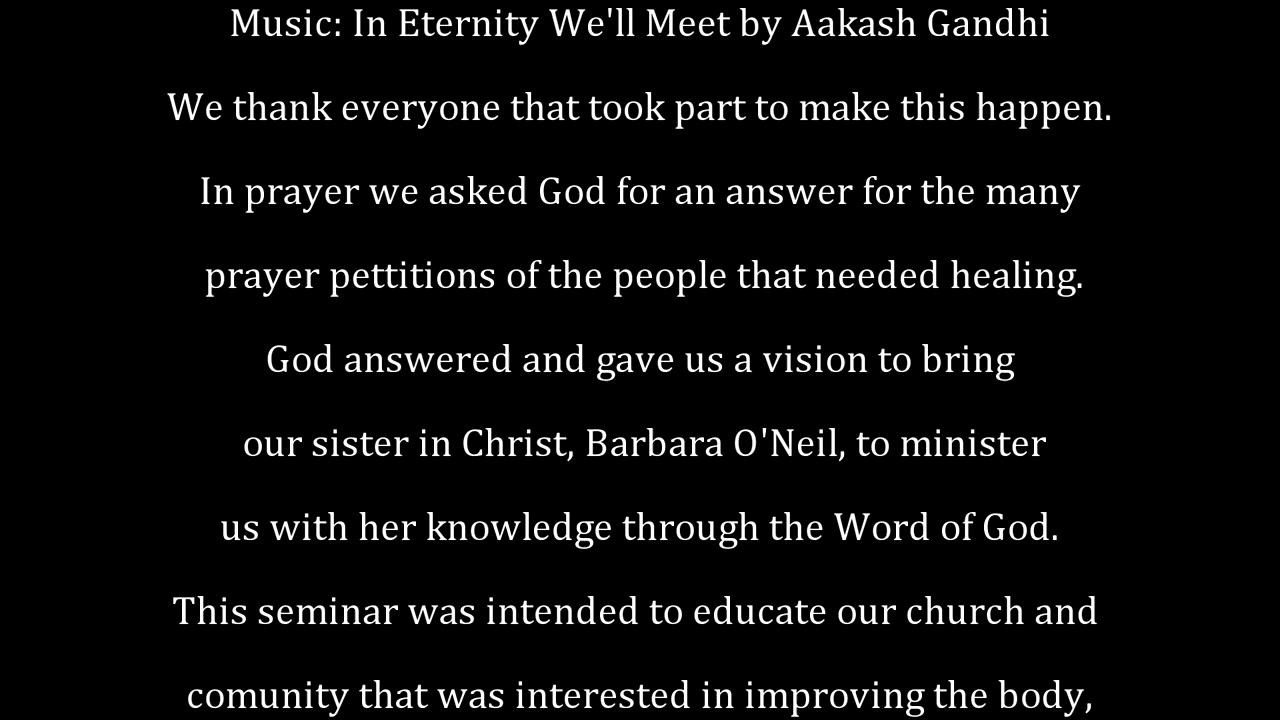 Music: In Eternity We'll Meet by Aakash Gandhi
We thank everyone that took part to make this happen.
In prayer we asked God for an answer for the many
prayer pettitions of the people that needed healing.
God answered and gave us a vision to bring
our sister in Christ, Barbara O'Neil, to minister
us with her knowledge through the Word of God.
This seminar was intended to educate our church and
comunity that was interested in improving the body,